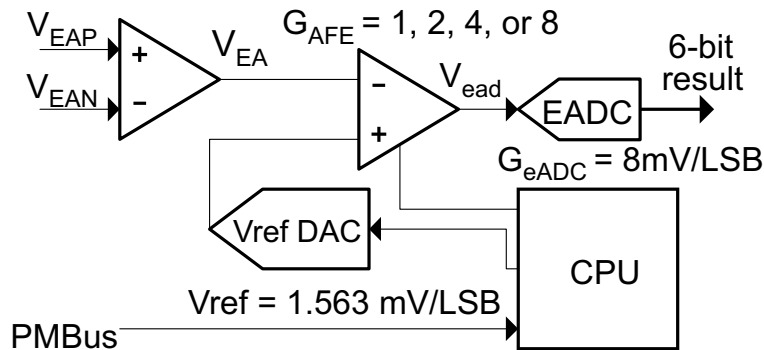 V_EAP
V_EAN
+
−
V_EA
G_AFE = 1, 2, 4, or 8
−
+
V_ead
EADC
6-bit
result
G_eADC = 8mV/LSB
Vref DAC
CPU
Vref = 1.563 mV/LSB
PMBus